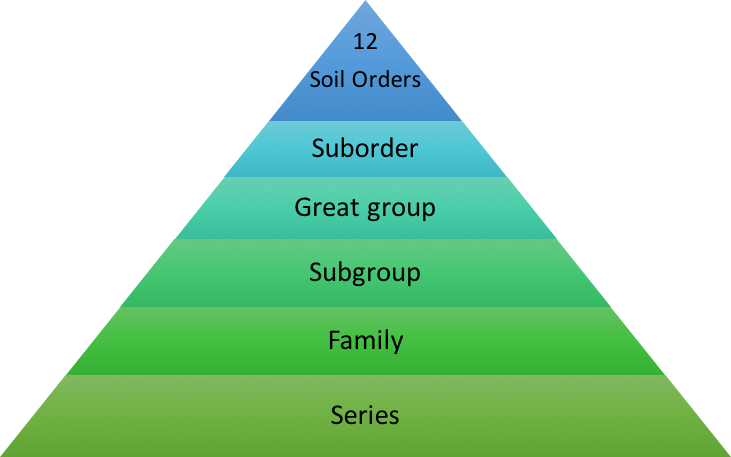 12
Soil Orders
Suborder
Great group
Subgroup
Family
Series